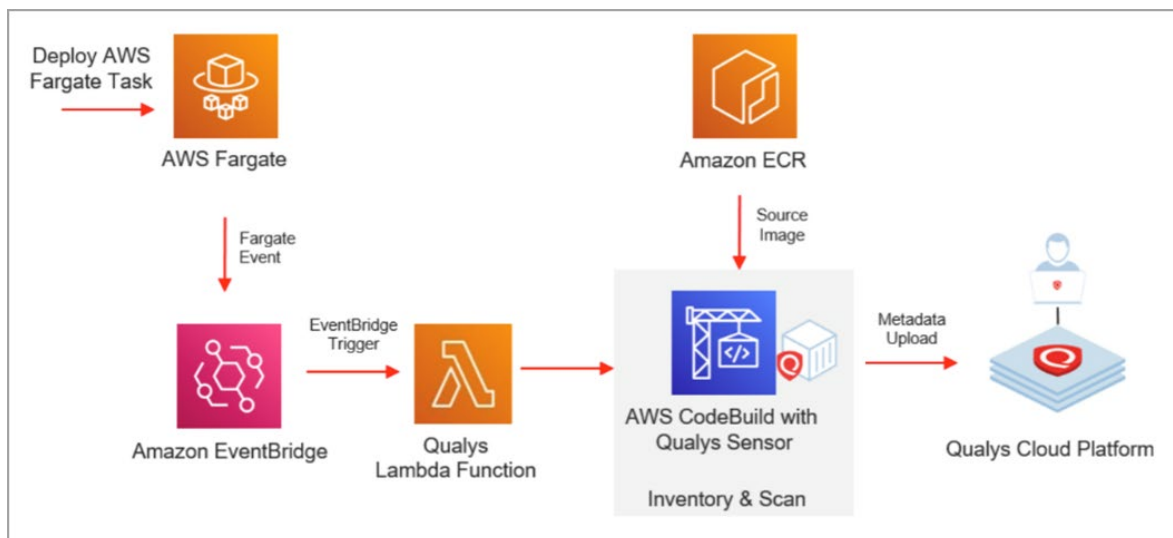 Deploy AWS
Fargate Task
AWS Fargate
Amazon ECR
Fargate
Event
Source
Image
EventBridge
Trigger
Metadata
Upload
</>
Amazon EventBridge
Qualys
Lambda Function
AWS CodeBuild with
Qualys Sensor
Qualys Cloud Platform
Inventory & Scan